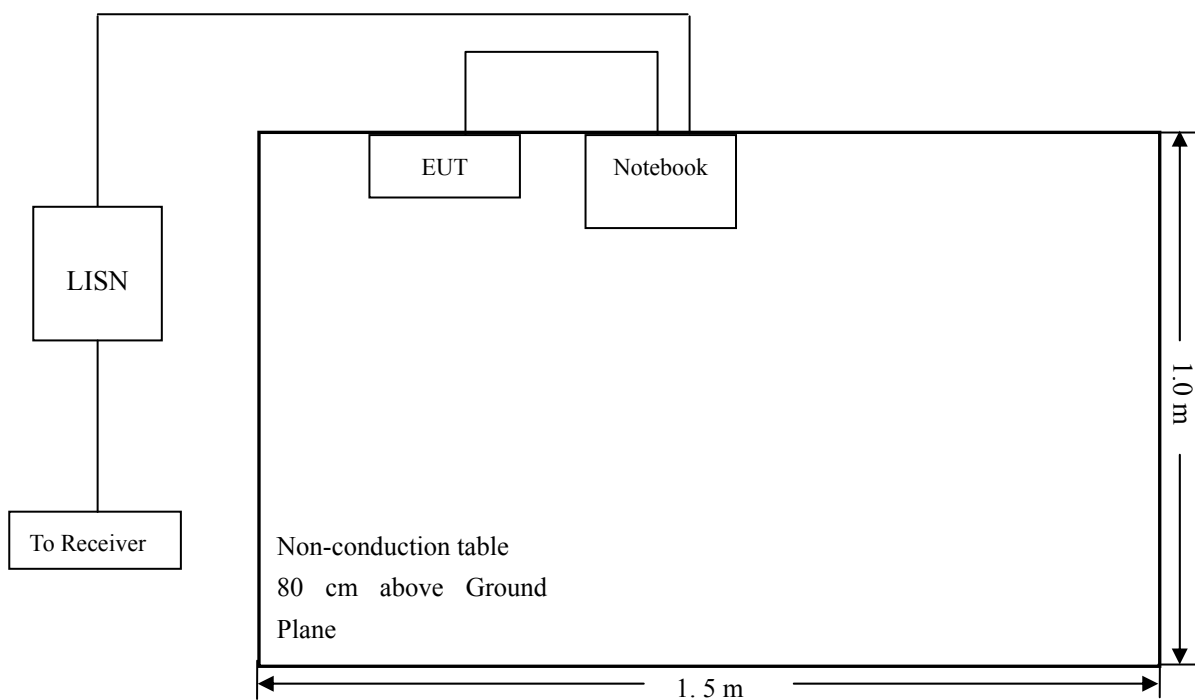 EUT
Notebook
LISN
1.0 m
To Receiver
Non-conduction table
80 cm above Ground
Plane
1. 5 m